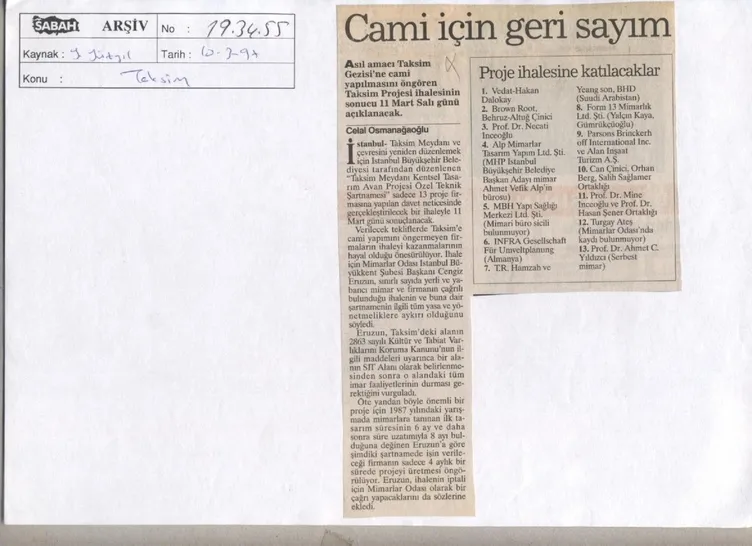 SABAH ARŞİV
No : 19.34.55
Kaynak :
Tarih :
Konu : Taksim
Cami için geri sayım
Asıl amacı Taksim
Gezisi'ne cami
yapılmasını öngören
Taksim Projesi ihalesinin
sonucu 11 Mart Salı günü
açıklanacak.
Celal Osmanağaoğlu
İstanbul- Taksim Meydanı ve
çevresini yeniden düzenlemek
için İstanbul Büyükşehir Bele-
diyesi tarafından düzenlenen
"Taksim Meydanı Kentsel Tasa-
rım Avan Projesi Özel Teknik
Şartnamesi" sadece 13 proje fir-
masına yapılan davet neticesinde
gerçekleştirilecek bir ihaleyle 11
Mart günü sonuçlanacak.
Verilecek tekliflerde Taksim'e
cami yapımını öngermeyen fir-
maların ihaleyi kazanmalarının
hayal olduğu önesürülüyor. İhale
için Mimarlar Odası İstanbul Bü-
yükkent Şubesi Başkanı Cengiz
Eruzun, sınırlı sayıda yerli ve ya-
bancı mimar ve firmanın çağrılı
bulunduğu ihalenin ve buna dair
şartnamenin ilgili tüm yasa ve yö-
netmeliklere aykırı olduğunu
söyledi.
Eruzun, Taksim'deki alanın
2863 sayılı Kültür ve Tabiat Var-
lıklarını Koruma Kanunu'nun il-
gili maddeleri uyarınca bir ala-
nın SİT Alanı olarak belirlenme-
sinden sonra o alandaki tüm
imar faaliyetlerinin durması ge-
rektiğini vurguladı.
Öte yandan böyle önemli bir
proje için 1987 yılındaki yarış-
mada mimarlara tanınan ilk ta-
sarım süresinin 6 ay ve daha
sonra süre uzatımıyla 8 ayı bul-
duğuna değinen Eruzun'a göre
şimdiki şartnamede işin verile-
ceği firmanın sadece 4 aylık bir
sürede projeyi üretmesi öngö-
rülüyor. Eruzun, ihalenin iptali
için Mimarlar Odası olarak bir
çağrı yapacaklarını da sözlerine
ekledi.
Proje ihalesine katılacaklar
1. Vedat-Hakan
Dalokay
2. Brown Root,
Behruz-Altuğ Çinici
3. Prof. Dr. Necati
İnceoğlu
4. Alp Mimarlar
Tasarım Yapım Ltd. Şti.
(MHP İstanbul
Büyükşehir Belediye
Başkan Adayı mimar
Ahmet Vefik Alp'in
bürosu)
5. MBH Yapı Sağlığı
Merkezi Ltd. Şti.
(Mimari büro sicili
bulunmuyor)
6. INFRA Gesellschaft
Für Umweltplanung
(Almanya)
7. T.R. Hamzah ve
Yeang son, BHD
(Suudi Arabistan)
8. Form 13 Mimarlık
Ltd. Şti. (Yalçın Kaya,
Gümrükçüoğlu)
9. Parsons Brinckerh
off International Inc.
ve Alan İnşaat
Turizm A.Ş.
10. Can Çinici, Orhan
Berg, Salih Sağlamer
Ortaklığı
11. Prof. Dr. Mine
İnceoğlu ve Prof. Dr.
Hasan Şener Ortaklığı
12. Turgay Ateş
(Mimarlar Odası'nda
kaydı bulunmuyor)
13. Prof. Dr. Ahmet C.
Yıldızcı (Serbest
mimar)